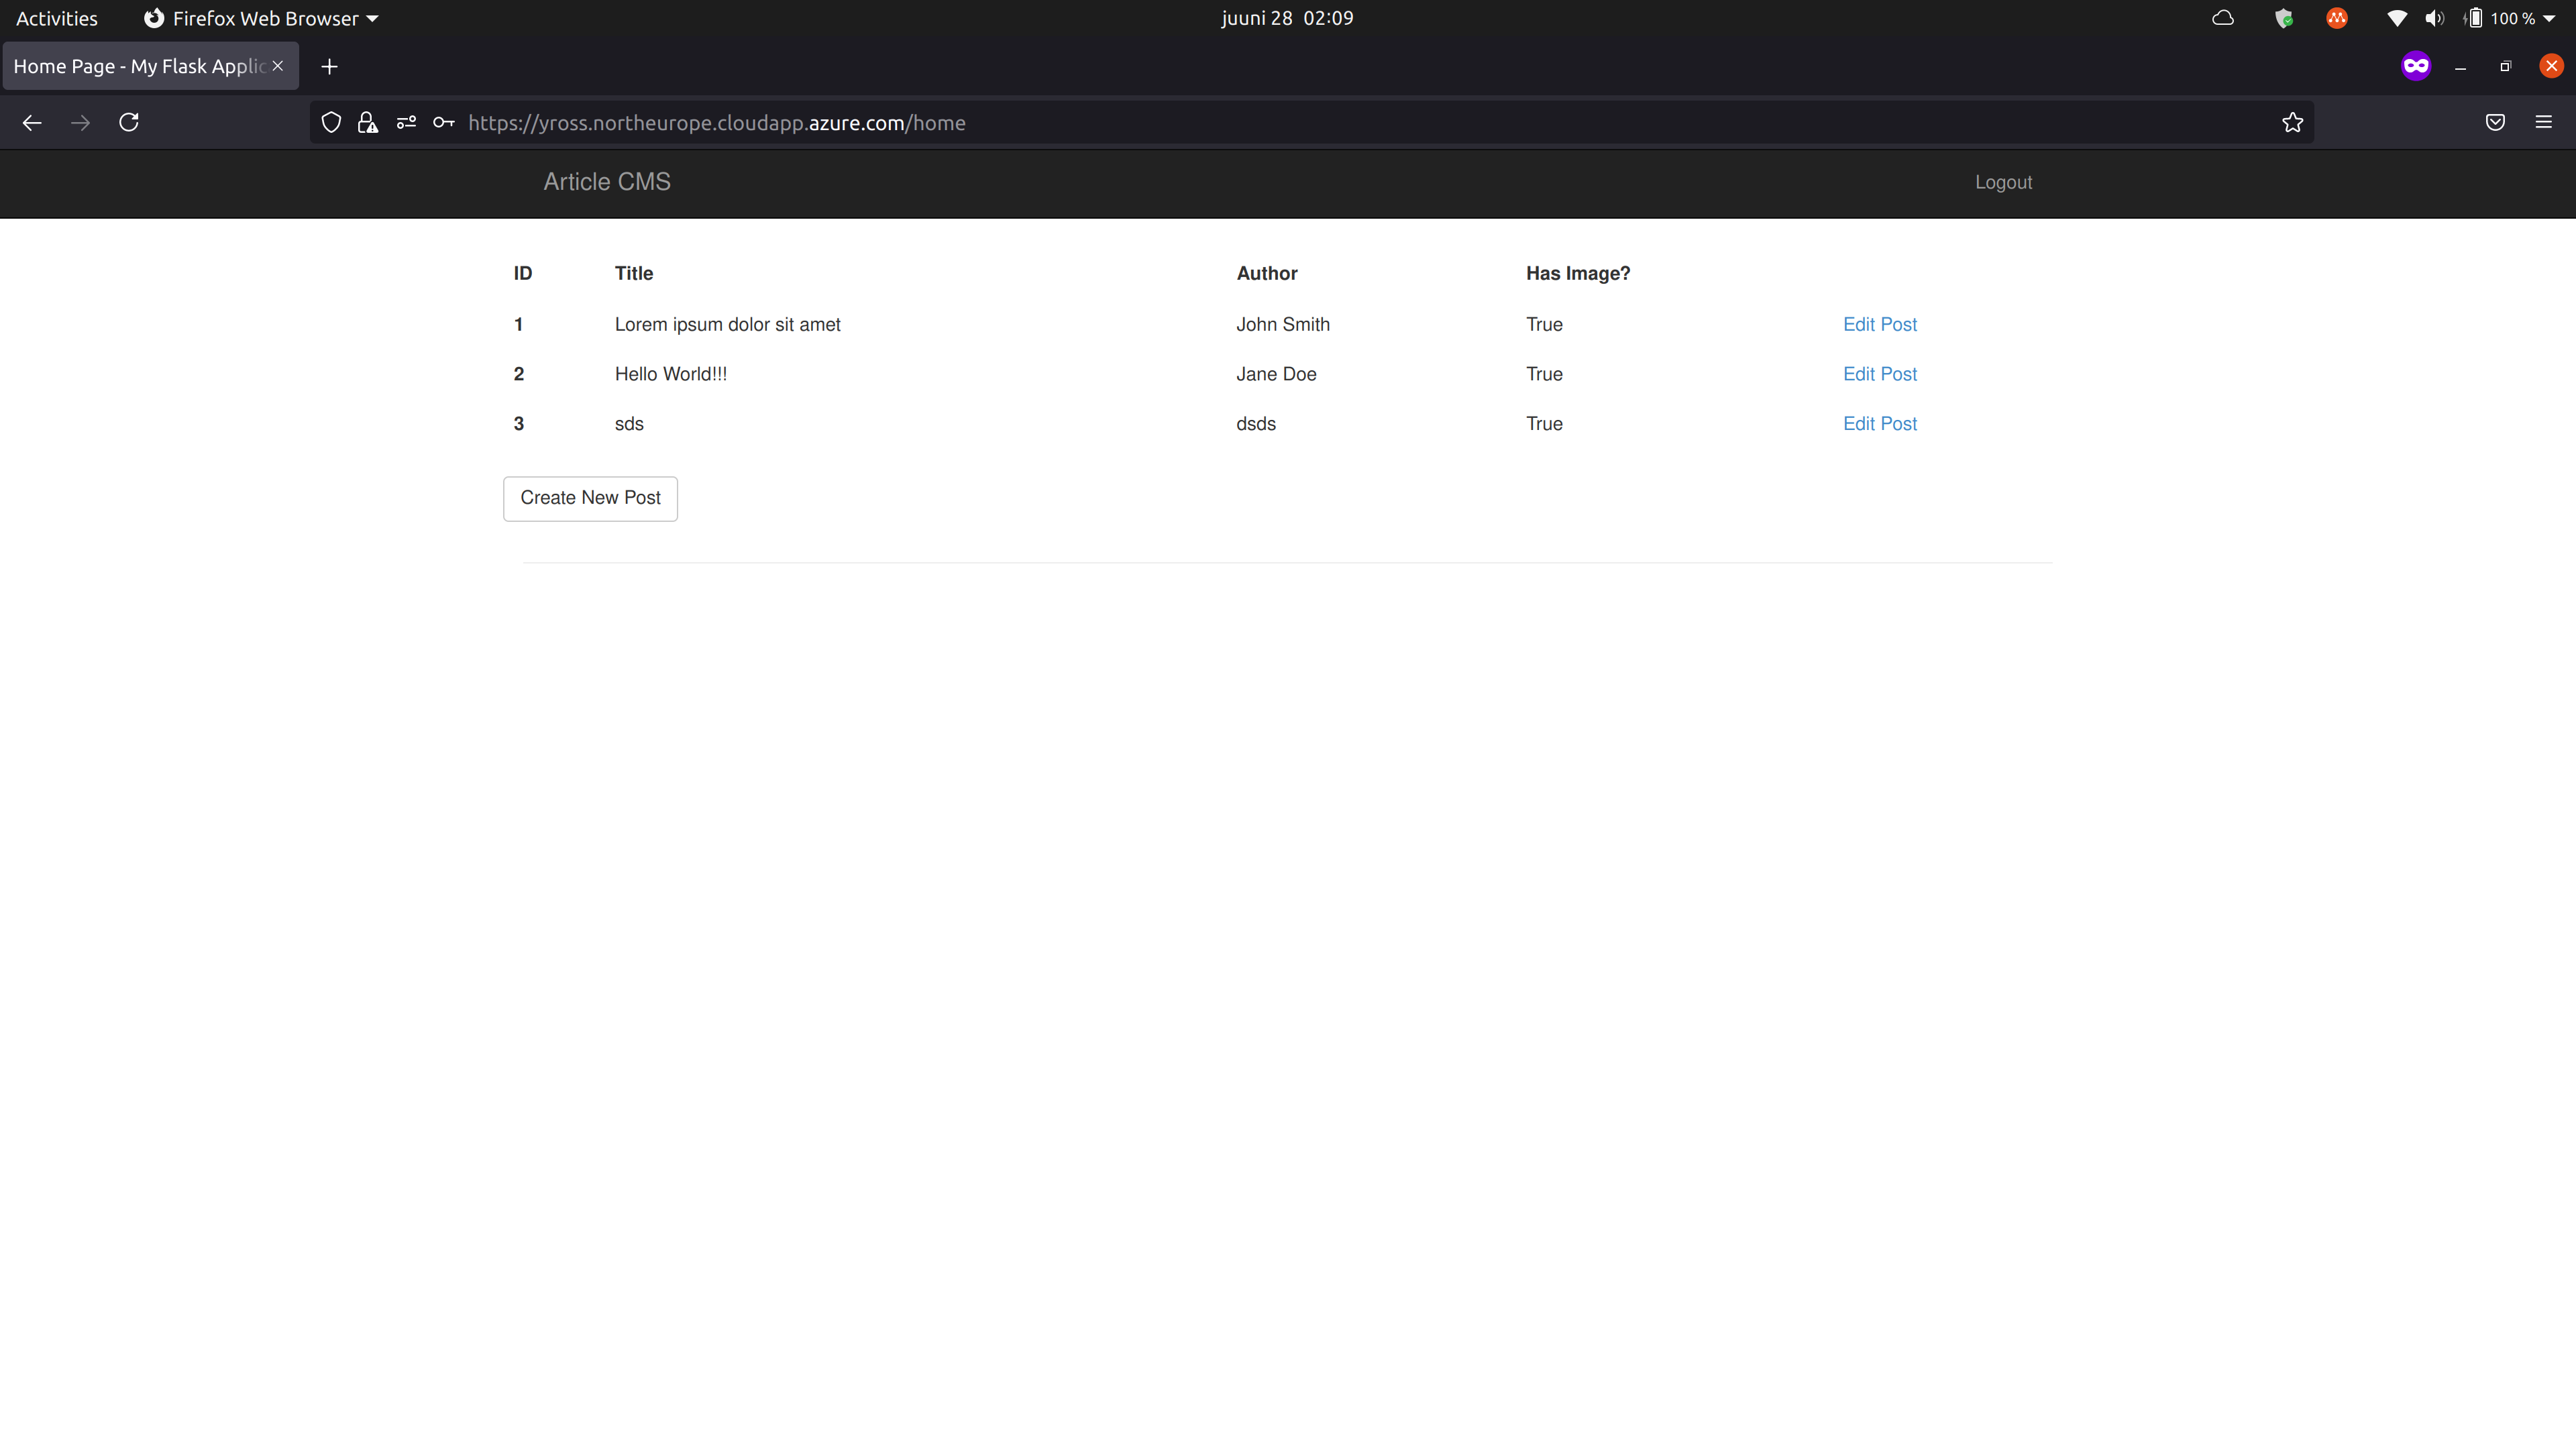 Activities Firefox Web Browser juuni 28 02:09 100 %
Home Page - My Flask Applic
https://yross.northeurope.cloudapp.azure.com/home
Article CMS Logout
ID Title Author Has Image?
1 Lorem ipsum dolor sit amet John Smith True Edit Post
2 Hello World!!! Jane Doe True Edit Post
3 sds dsds True Edit Post
Create New Post